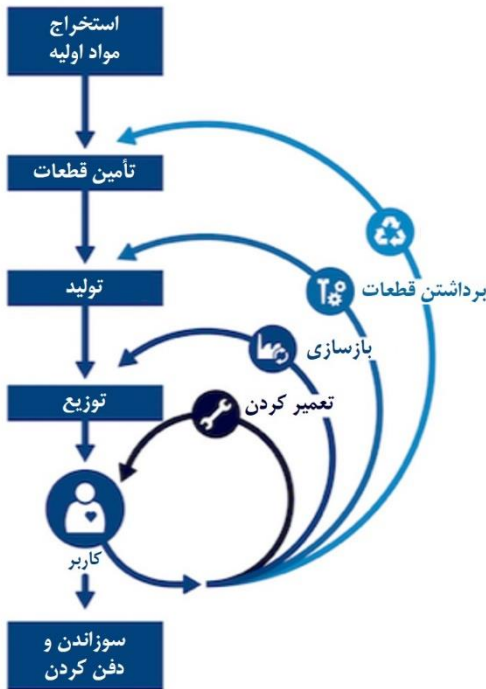 استخراج
مواد اولیه
تأمین قطعات
برداشتن قطعات
تولید
بازسازی
توزیع
تعمیر کردن
کاربر
سوزاندن و
دفن کردن